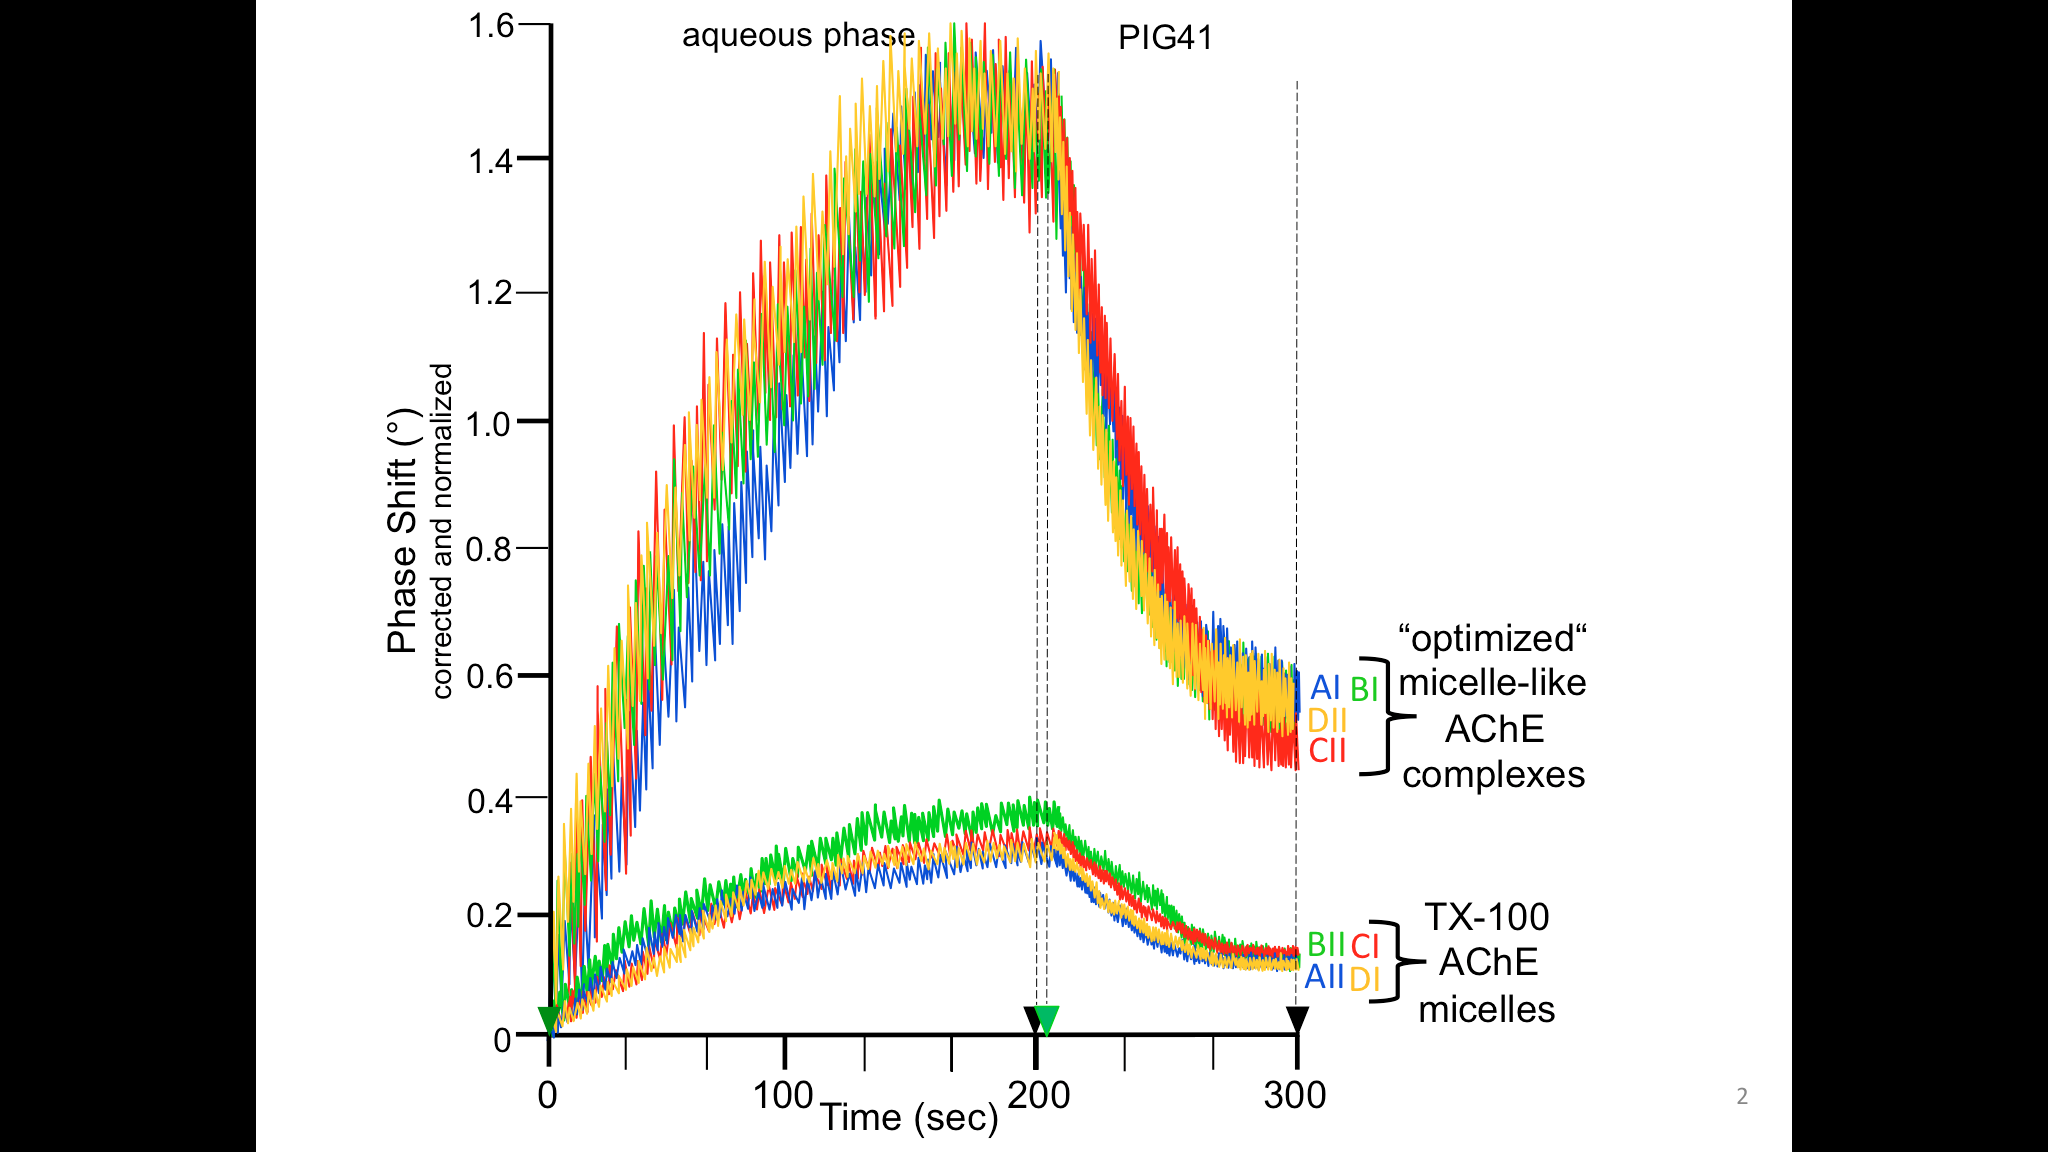 aqueous phase
PIG41
1.6
1.4
1.2
1.0
0.8
0.6
0.4
0.2
0
Phase Shift (°)
corrected and normalized
0
100
200
300
Time (sec)
AI BI
DII
CII
“optimized“
micelle-like
AChE
complexes
BII CI
AII DI
TX-100
AChE
micelles
2